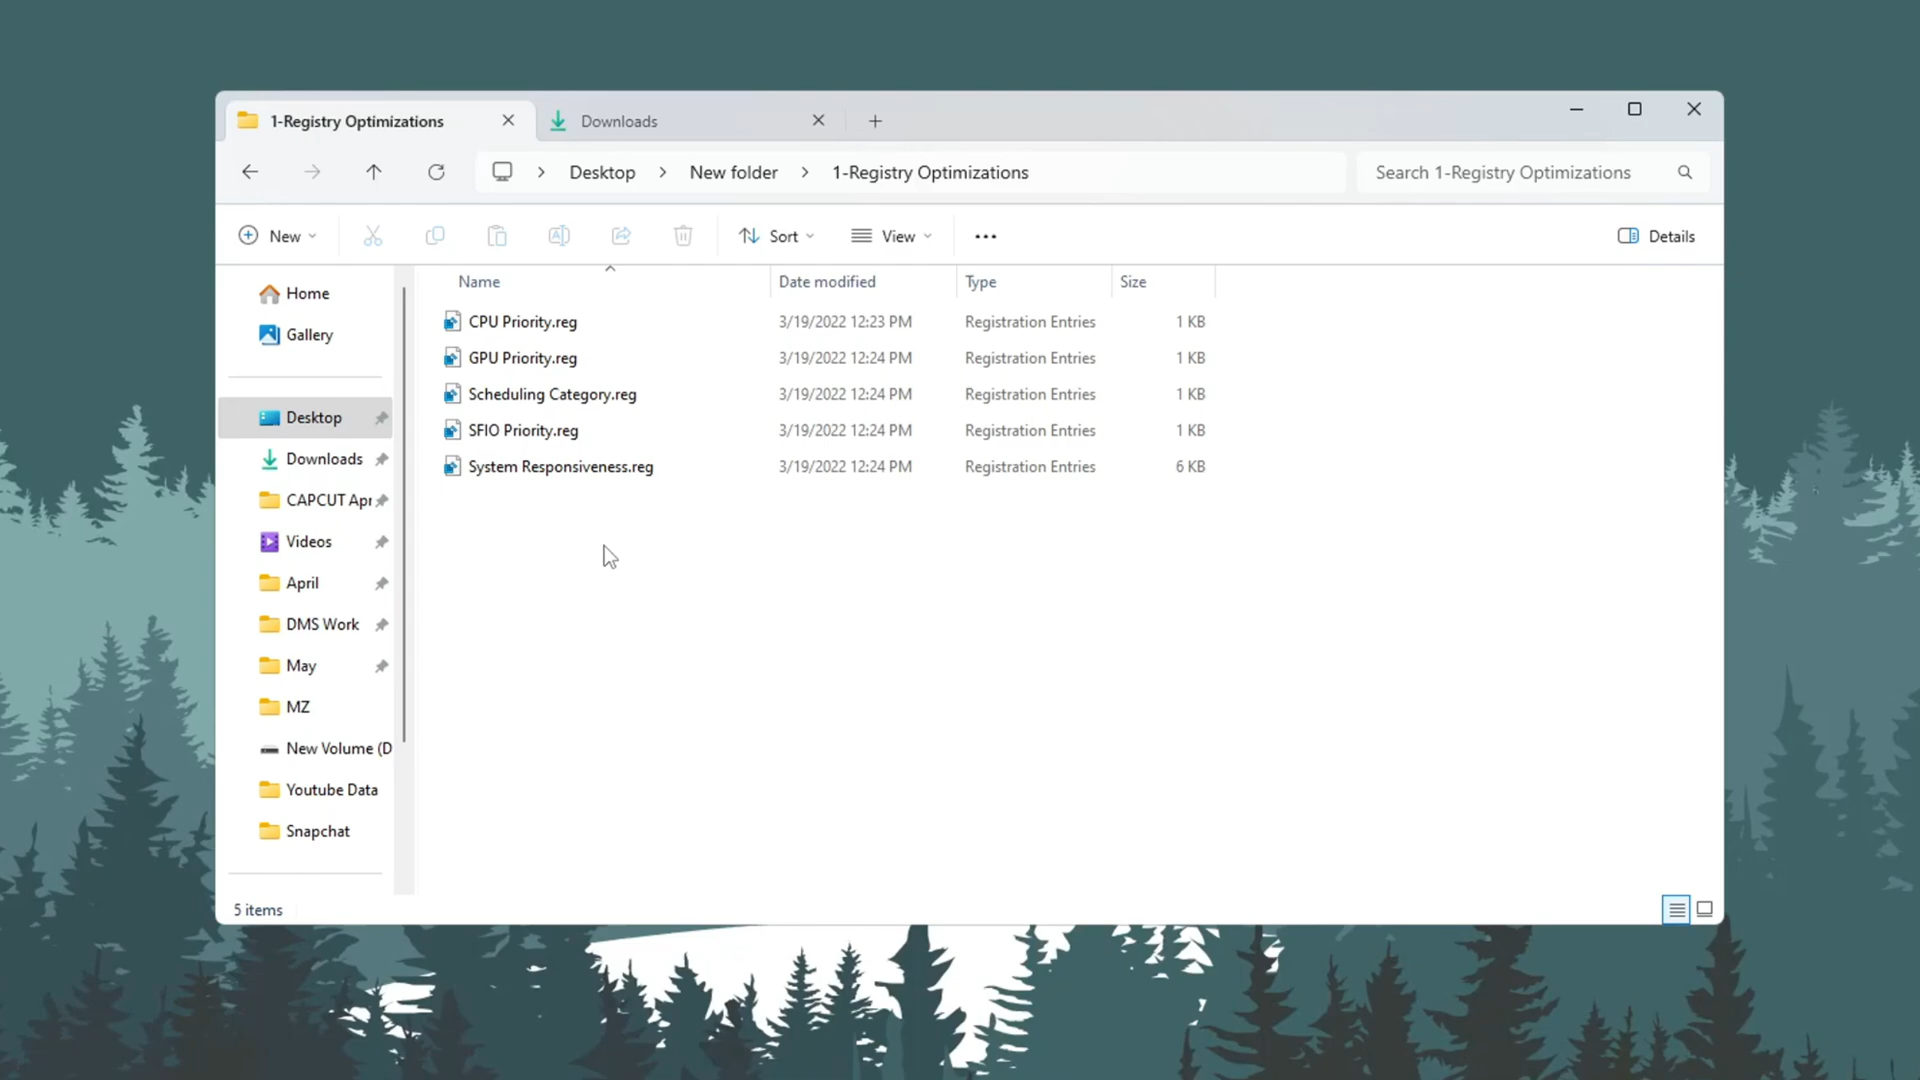 1-Registry Optimizations
Downloads
Desktop
New folder
1-Registry Optimizations
Search 1-Registry Optimizations
New
Sort
View
Details
Home
Gallery
Desktop
Downloads
CAPCUT Apr
Videos
April
DMS Work
May
MZ
New Volume (D
Youtube Data
Snapchat
Name Date modified Type Size
CPU Priority.reg 3/19/2022 12:23 PM Registration Entries 1 KB
GPU Priority.reg 3/19/2022 12:24 PM Registration Entries 1 KB
Scheduling Category.reg 3/19/2022 12:24 PM Registration Entries 1 KB
SFIO Priority.reg 3/19/2022 12:24 PM Registration Entries 1 KB
System Responsiveness.reg 3/19/2022 12:24 PM Registration Entries 6 KB
5 items